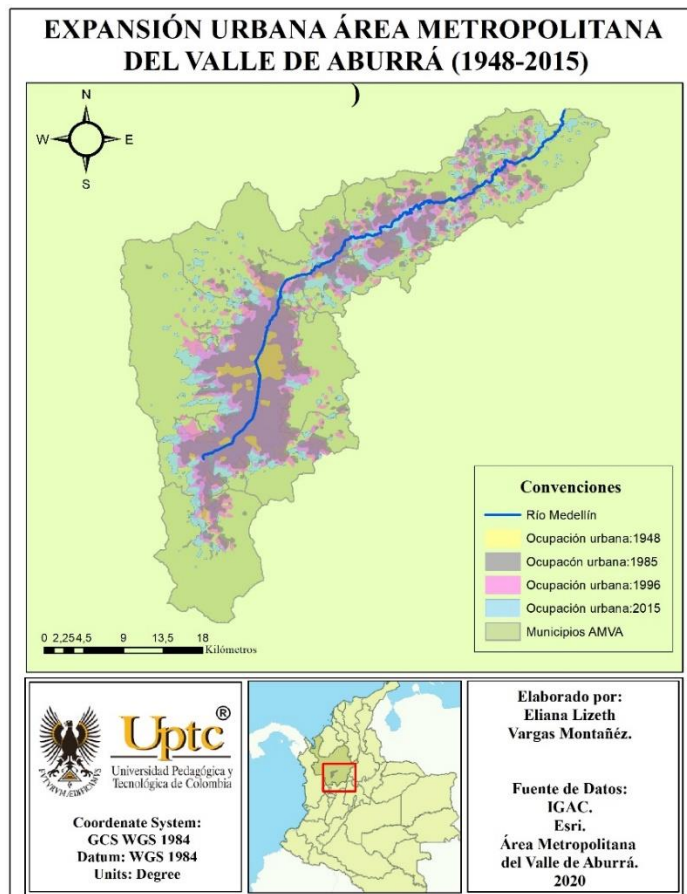 EXPANSIÓN URBANA ÁREA METROPOLITANA
DEL VALLE DE ABURRÁ (1948-2015)
)
N
W
E
S
Convenciones
Río Medellín
Ocupación urbana:1948
Ocupacón urbana:1985
Ocupación urbana:1996
Ocupación urbana:2015
Municipios AMVA
0 2,25 4,5 9 13,5 18
Kilómetros
Uptc®
Universidad Pedagógica y
Tecnológica de Colombia
Coordenate System:
GCS WGS 1984
Datum: WGS 1984
Units: Degree
Elaborado por:
Eliana Lizeth
Vargas Montañéz.
Fuente de Datos:
IGAC.
Esri.
Área Metropolitana
del Valle de Aburrá.
2020